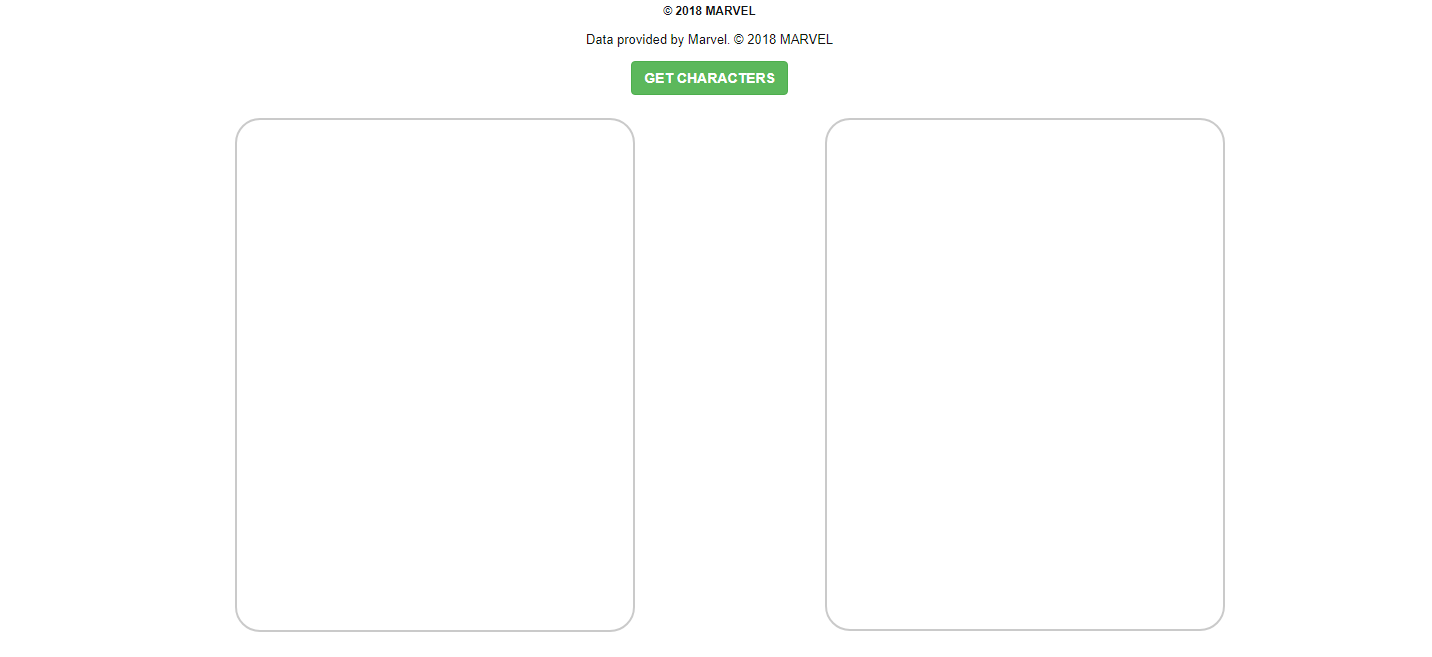 © 2018 MARVEL
Data provided by Marvel. © 2018 MARVEL
GET CHARACTERS